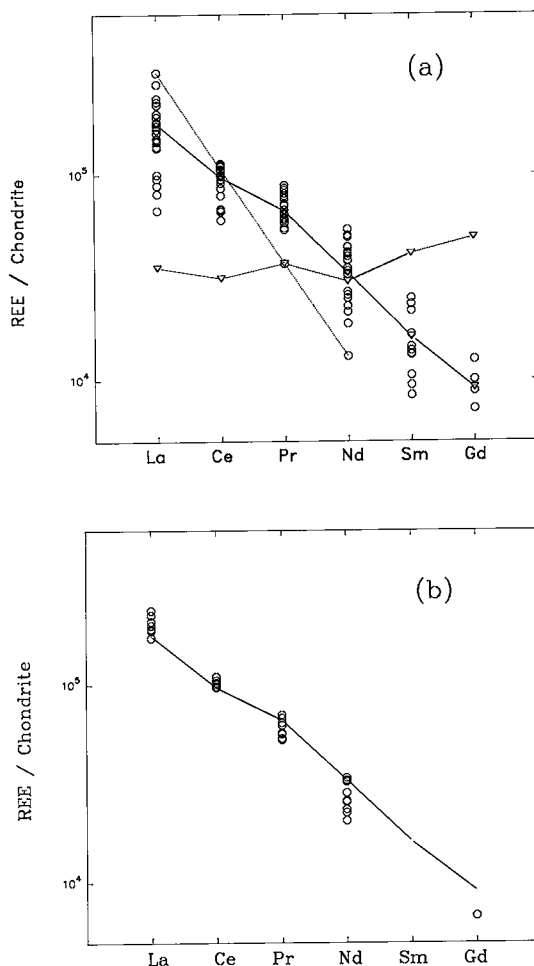 (a)
10⁵
10⁴
REE / Chondrite
La Ce Pr Nd Sm Gd
(b)
10⁵
10⁴
REE / Chondrite
La Ce Pr Nd Sm Gd